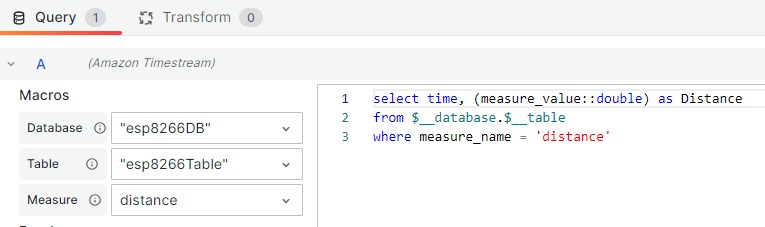 Query 1 Transform 0
A (Amazon Timestream)
Macros
Database "esp8266DB"
Table "esp8266Table"
Measure distance
1 select time, (measure_value::double) as Distance
2 from $__database.$__table
3 where measure_name = 'distance'